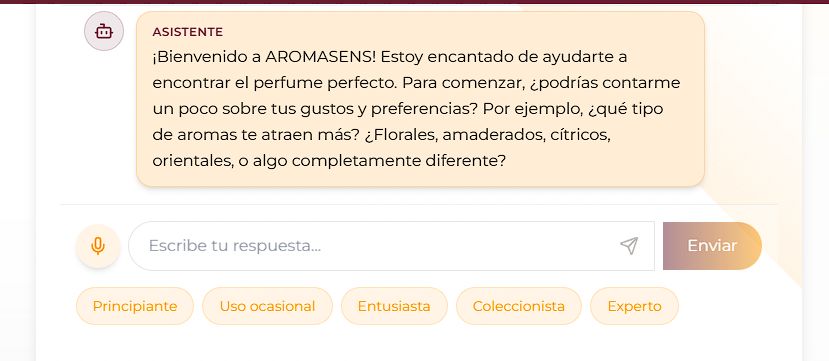 ASISTENTE
¡Bienvenido a AROMASENS! Estoy encantado de ayudarte a
encontrar el perfume perfecto. Para comenzar, ¿podrías contarme
un poco sobre tus gustos y preferencias? Por ejemplo, ¿qué tipo
de aromas te atraen más? ¿Florales, amaderados, cítricos,
orientales, o algo completamente diferente?
Escribe tu respuesta...
Enviar
Principiante
Uso ocasional
Entusiasta
Coleccionista
Experto